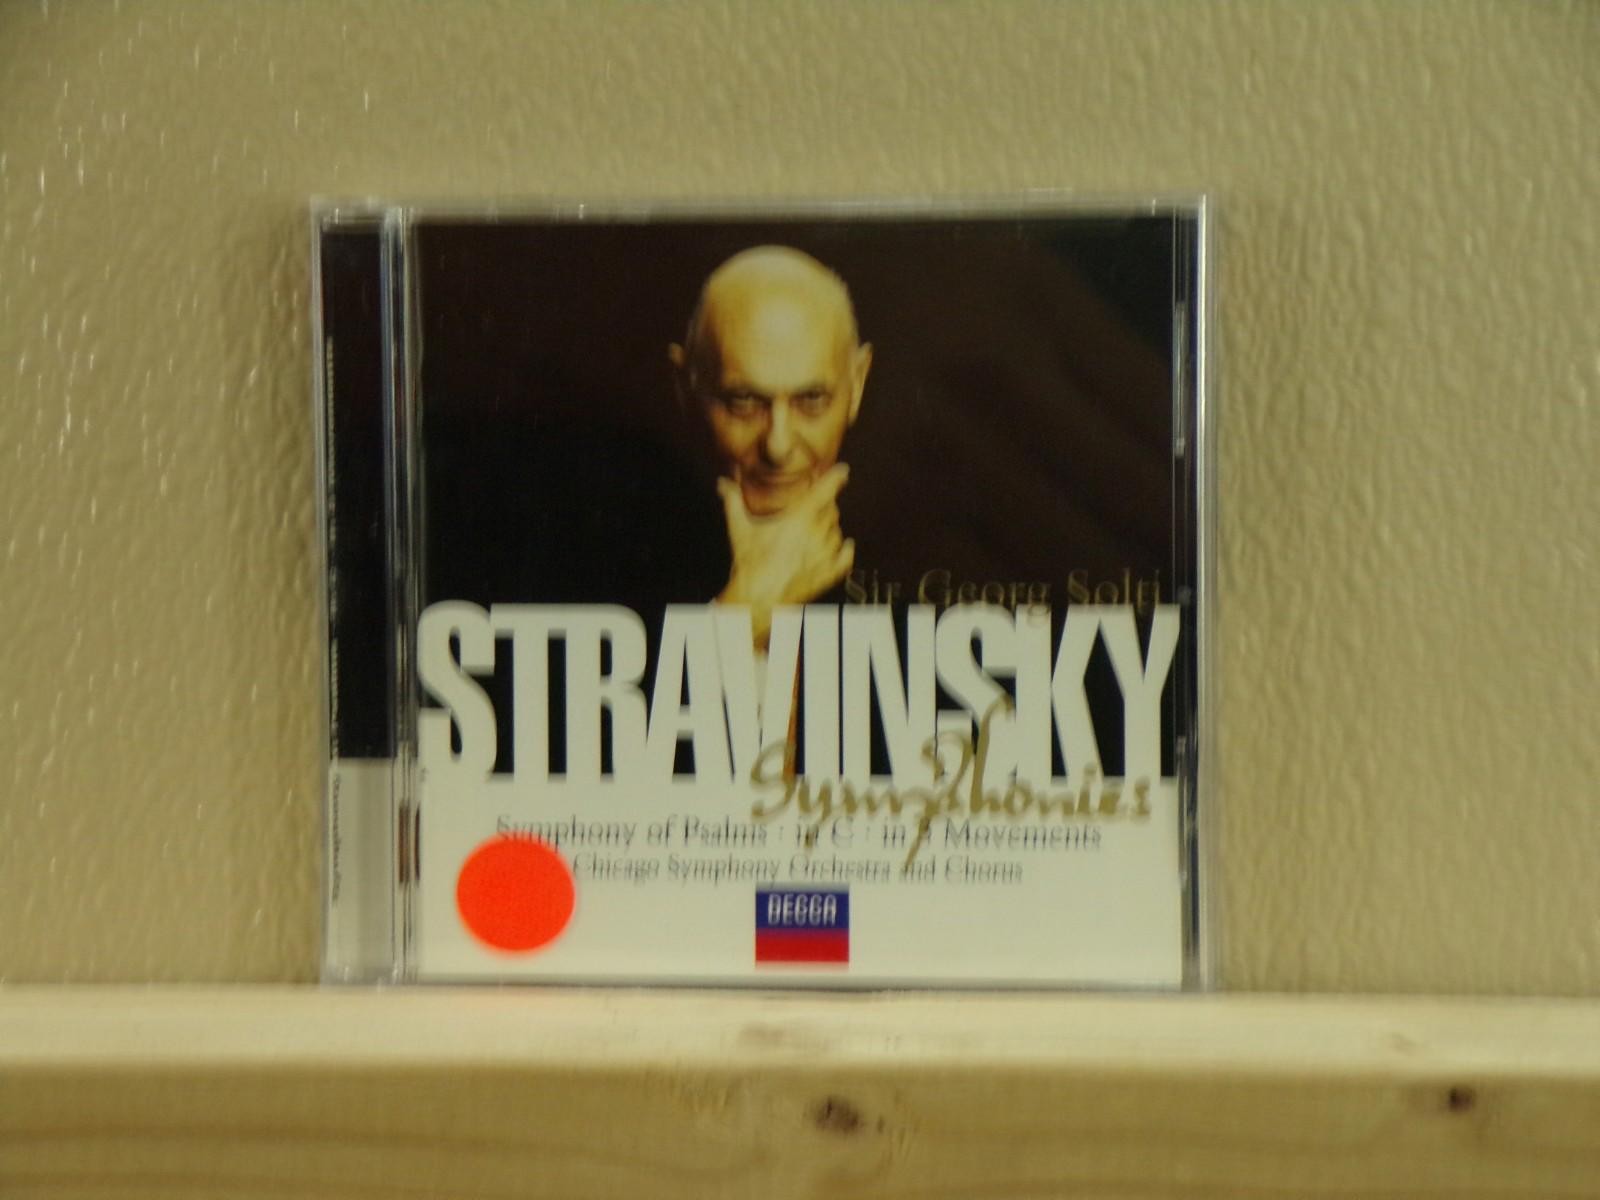 Sir Georg Solti
STRAVINSKY
Symphonies
Symphony of Psalms · in C · in 3 Movements
Chicago Symphony Orchestra and Chorus
DECCA